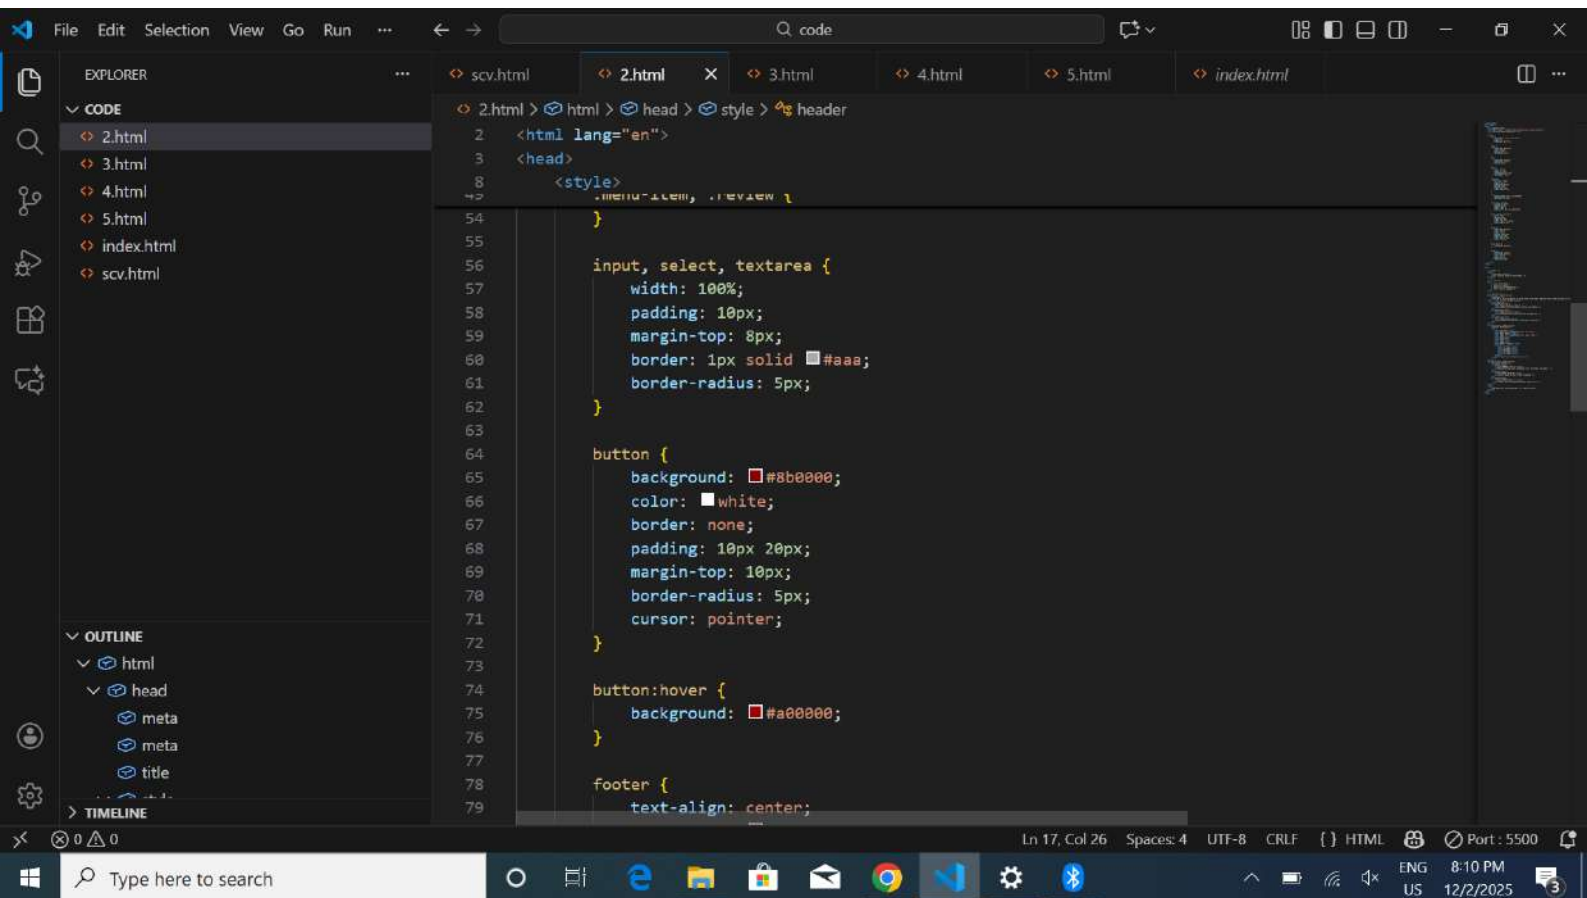 File Edit Selection View Go Run ··· code
EXPLORER ···
CODE
2.html
3.html
4.html
5.html
index.html
scv.html
OUTLINE
html
head
meta
meta
title
TIMELINE
scv.html 2.html 3.html 4.html 5.html index.html ···
2.html > html > head > style > header
2 <html lang="en">
3 <head>
8 <style>
49 .menu-item, .review {
54 }
55
56 input, select, textarea {
57 width: 100%;
58 padding: 10px;
59 margin-top: 8px;
60 border: 1px solid #aaa;
61 border-radius: 5px;
62 }
63
64 button {
65 background: #8b0000;
66 color: white;
67 border: none;
68 padding: 10px 20px;
69 margin-top: 10px;
70 border-radius: 5px;
71 cursor: pointer;
72 }
73
74 button:hover {
75 background: #a00000;
76 }
77
78 footer {
79 text-align: center;
0 0 Ln 17, Col 26 Spaces: 4 UTF-8 CRLF { } HTML Port : 5500
Type here to search
ENG
US
8:10 PM
12/2/2025
3